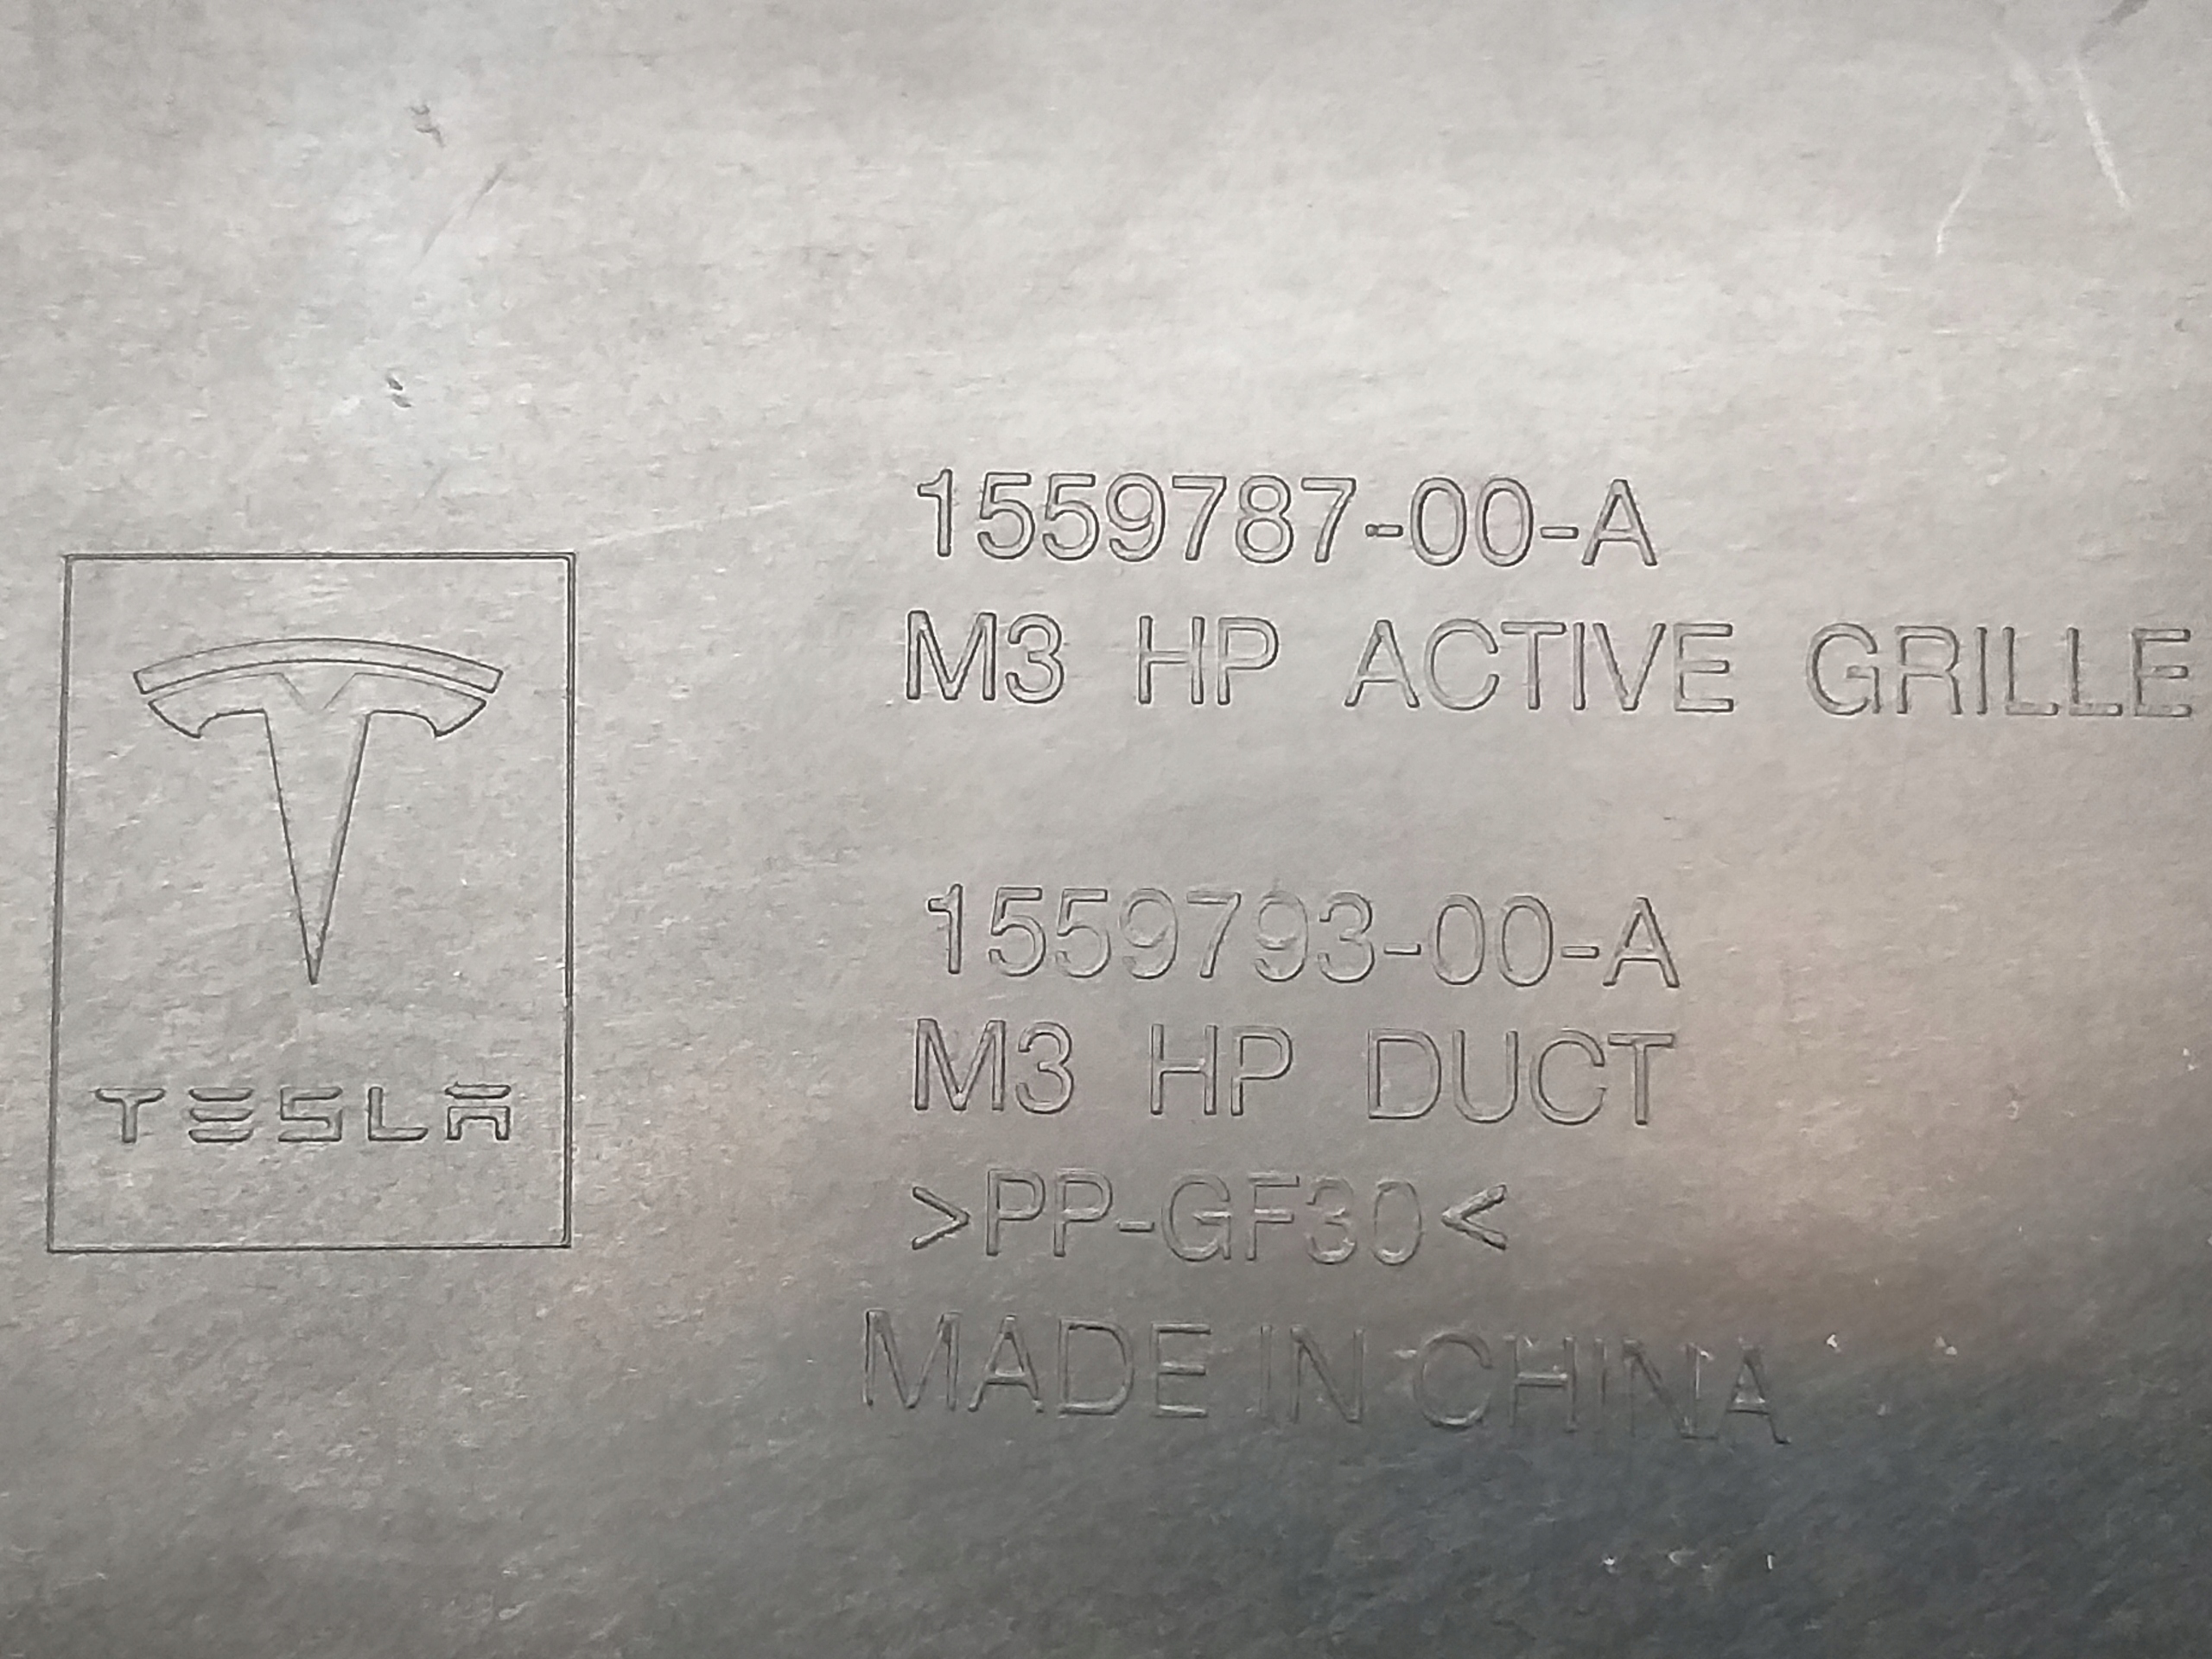 TESLA
1559787-00-A
M3 HP ACTIVE GRILLE
1559793-00-A
M3 HP DUCT
>PP-GF30<
MADE IN CHINA